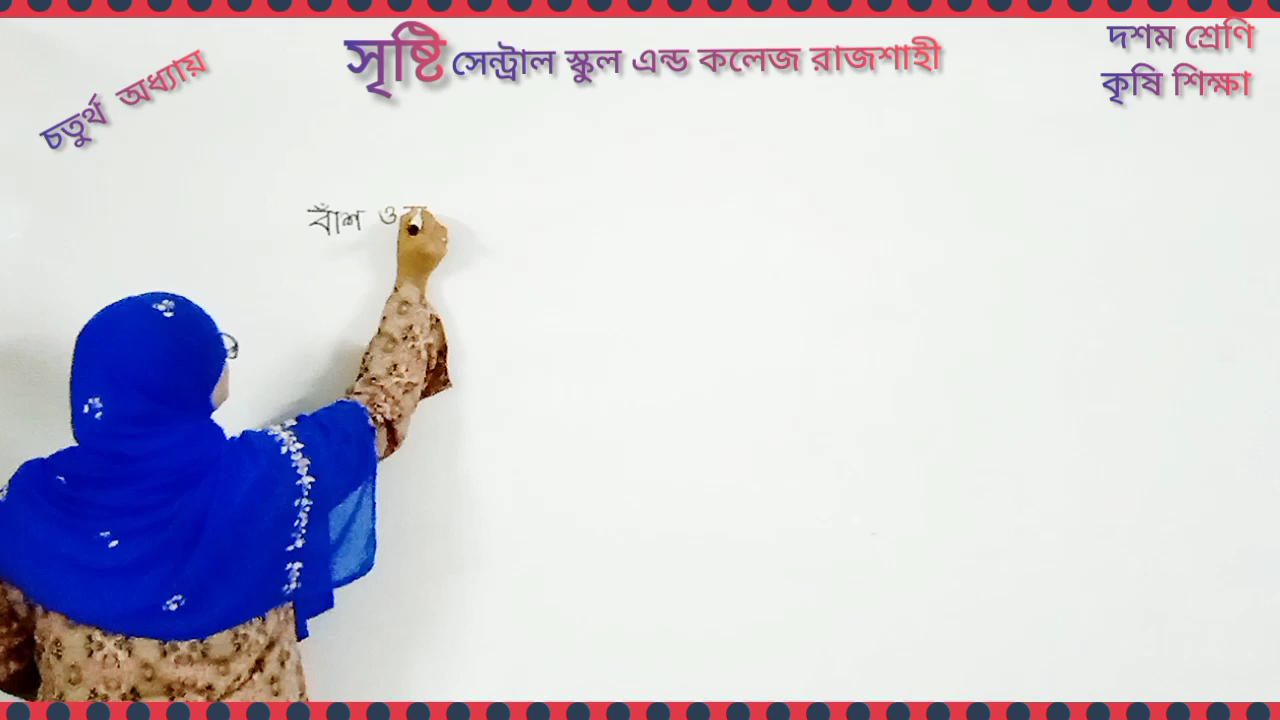 চতুর্থ অধ্যায়
সৃষ্টি সেন্ট্রাল স্কুল এন্ড কলেজ রাজশাহী
দশম শ্রেণি
কৃষি শিক্ষা
বাঁশ ও